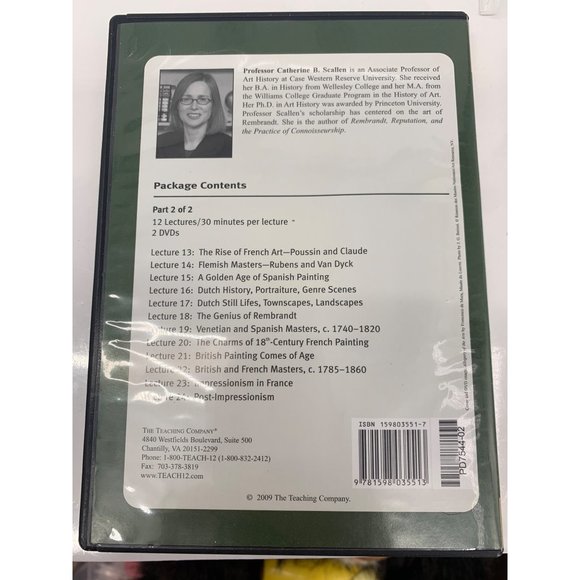 Professor Catherine B. Scallen is an Associate Professor of
Art History at Case Western Reserve University. She received
her B.A. in History from Wellesley College and her M.A. from
the Williams College Graduate Program in the History of Art.
Her Ph.D. in Art History was awarded by Princeton University.
Professor Scallen's scholarship has centered on the art of
Rembrandt. She is the author of Rembrandt, Reputation, and
the Practice of Connoisseurship.
Package Contents
Part 2 of 2
12 Lectures/30 minutes per lecture
2 DVDs
Lecture 13: The Rise of French Art—Poussin and Claude
Lecture 14: Flemish Masters—Rubens and Van Dyck
Lecture 15: A Golden Age of Spanish Painting
Lecture 16: Dutch History, Portraiture, Genre Scenes
Lecture 17: Dutch Still Lifes, Townscapes, Landscapes
Lecture 18: The Genius of Rembrandt
Lecture 19: Venetian and Spanish Masters, c. 1740–1820
Lecture 20: The Charms of 18th-Century French Painting
Lecture 21: British Painting Comes of Age
Lecture 22: British and French Masters, c. 1785–1860
Lecture 23: Impressionism in France
Lecture 24: Post-Impressionism
THE TEACHING COMPANY®
4840 Westfields Boulevard, Suite 500
Chantilly, VA 20151-2299
Phone: 1-800-TEACH-12 (1-800-832-2412)
Fax: 703-378-3819
www.TEACH12.com
ISBN 159803551-7
9 781598 035513
PD7544-02
© 2009 The Teaching Company.